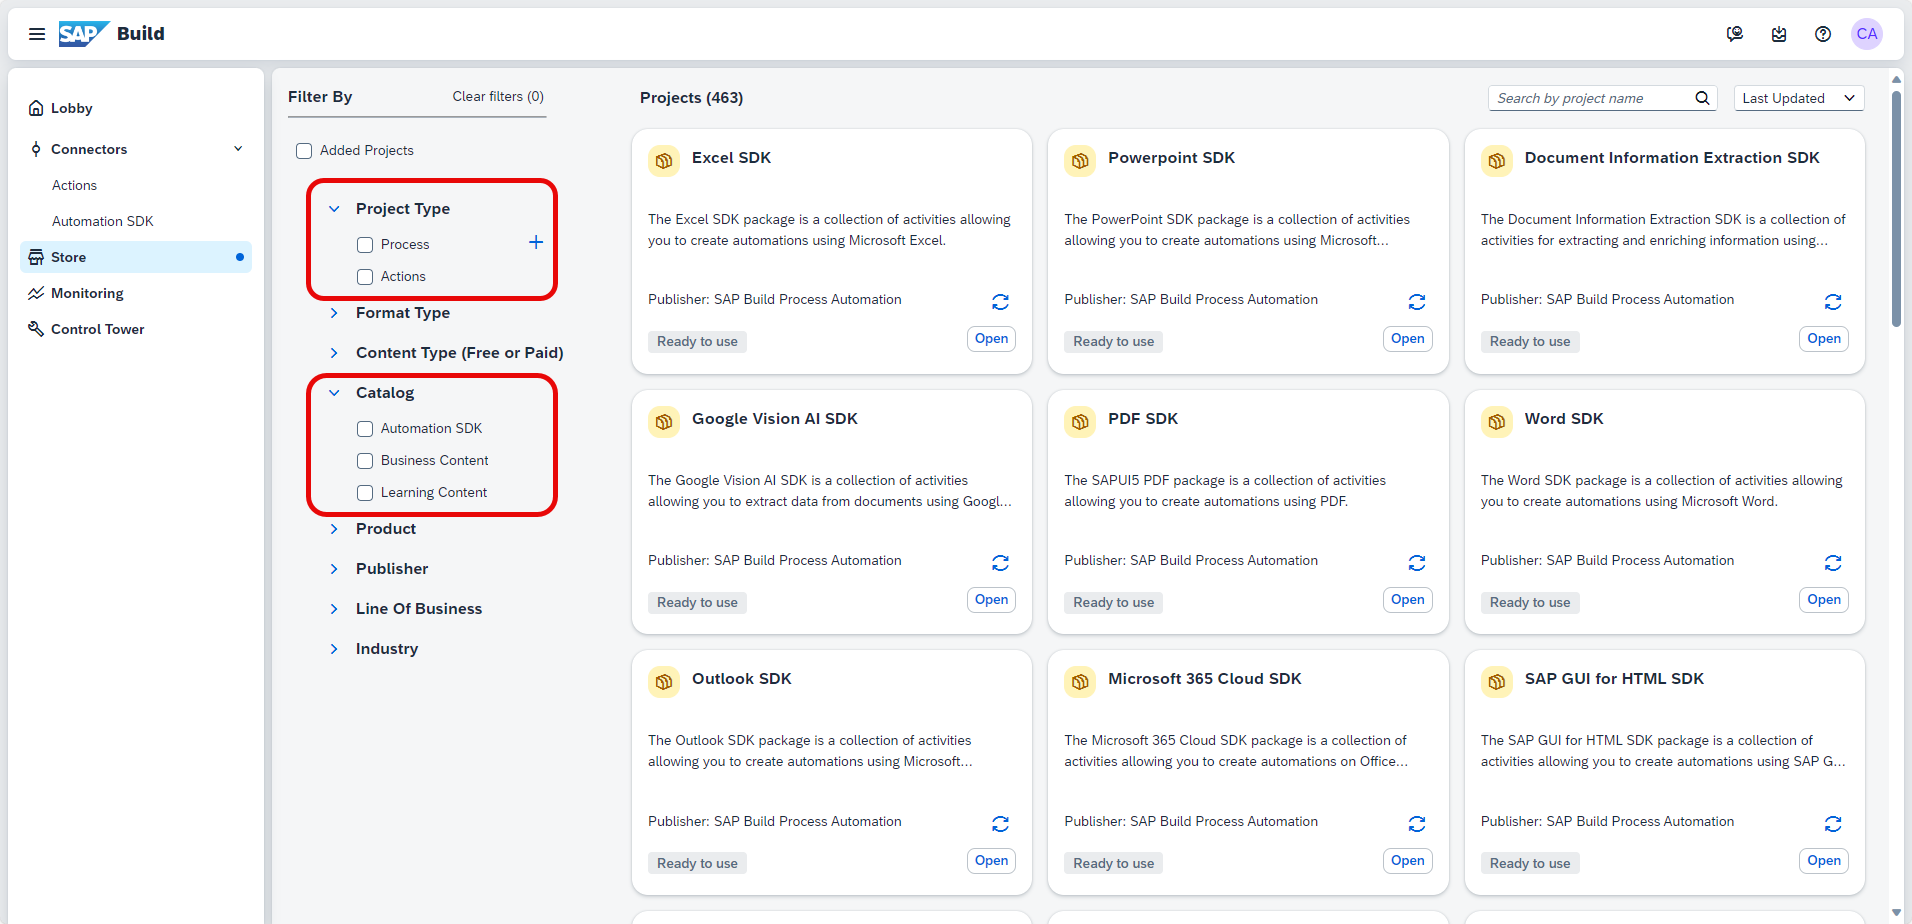 SAP Build
CA
Lobby
Connectors
Actions
Automation SDK
Store
Monitoring
Control Tower
Filter By
Clear filters (0)
Added Projects
Project Type
Process
Actions
Format Type
Content Type (Free or Paid)
Catalog
Automation SDK
Business Content
Learning Content
Product
Publisher
Line Of Business
Industry
Projects (463)
Search by project name
Last Updated
Excel SDK
The Excel SDK package is a collection of activities allowing
you to create automations using Microsoft Excel.
Publisher: SAP Build Process Automation
Ready to use
Open
Powerpoint SDK
The PowerPoint SDK package is a collection of activities
allowing you to create automations using Microsoft...
Publisher: SAP Build Process Automation
Ready to use
Open
Document Information Extraction SDK
The Document Information Extraction SDK is a collection of
activities for extracting and enriching information using...
Publisher: SAP Build Process Automation
Ready to use
Open
Google Vision AI SDK
The Google Vision AI SDK is a collection of activities
allowing you to extract data from documents using Googl...
Publisher: SAP Build Process Automation
Ready to use
Open
PDF SDK
The SAPUI5 PDF package is a collection of activities
allowing you to create automations using PDF.
Publisher: SAP Build Process Automation
Ready to use
Open
Word SDK
The Word SDK package is a collection of activities allowing
you to create automations using Microsoft Word.
Publisher: SAP Build Process Automation
Ready to use
Open
Outlook SDK
The Outlook SDK package is a collection of activities
allowing you to create automations using Microsoft...
Publisher: SAP Build Process Automation
Ready to use
Open
Microsoft 365 Cloud SDK
The Microsoft 365 Cloud SDK package is a collection of
activities allowing you to create automations on Office...
Publisher: SAP Build Process Automation
Ready to use
Open
SAP GUI for HTML SDK
The SAP GUI for HTML SDK package is a collection of
activities allowing you to create automations using SAP G...
Publisher: SAP Build Process Automation
Ready to use
Open